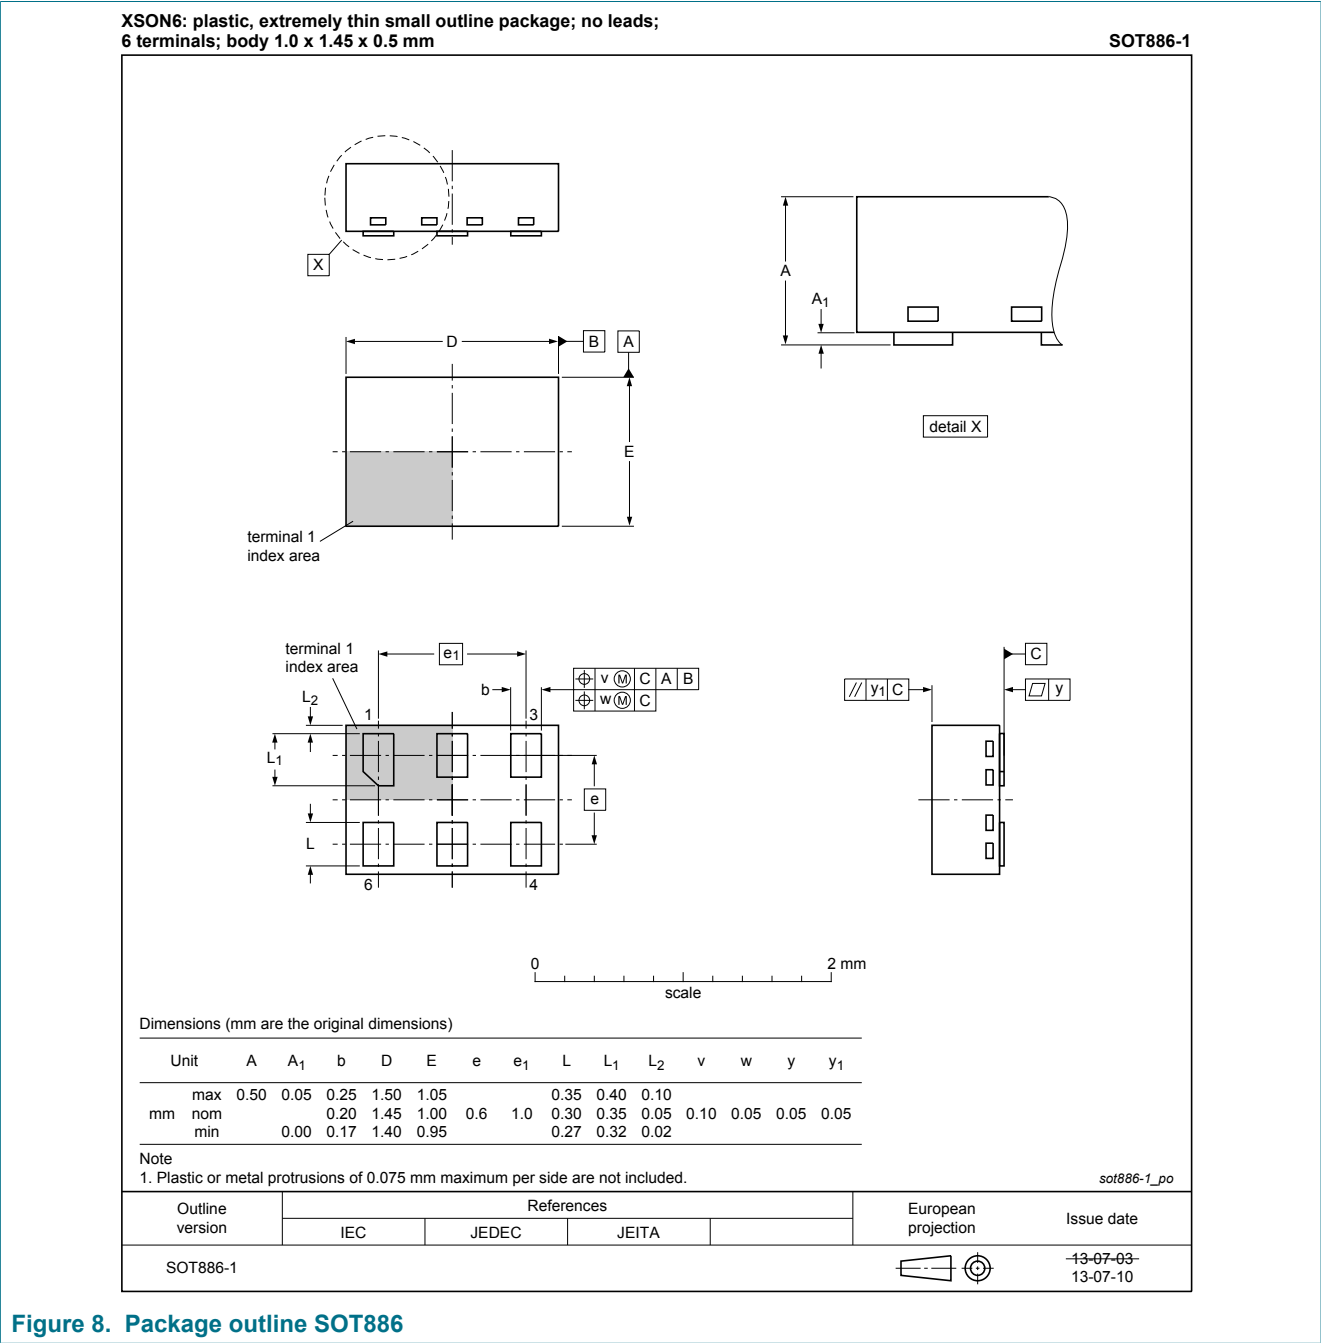 XSON6: plastic, extremely thin small outline package; no leads;
6 terminals; body 1.0 x 1.45 x 0.5 mm
SOT886-1
X
A
A1
detail X
D
B
A
E
terminal 1
index area
terminal 1
index area
e1
b
v M C A B
w M C
L2
1
3
L1
e
L
6
4
C
// y1 C
y
0
2 mm
scale
Dimensions (mm are the original dimensions)
Unit A A1 b D E e e1 L L1 L2 v w y y1
max 0.50 0.05 0.25 1.50 1.05 0.35 0.40 0.10
mm nom 0.20 1.45 1.00 0.6 1.0 0.30 0.35 0.05 0.10 0.05 0.05 0.05
min 0.00 0.17 1.40 0.95 0.27 0.32 0.02
Note
1. Plastic or metal protrusions of 0.075 mm maximum per side are not included.
sot886-1_po
Outline
version
References
IEC JEDEC JEITA
European
projection
Issue date
SOT886-1
13-07-03
13-07-10
Figure 8. Package outline SOT886